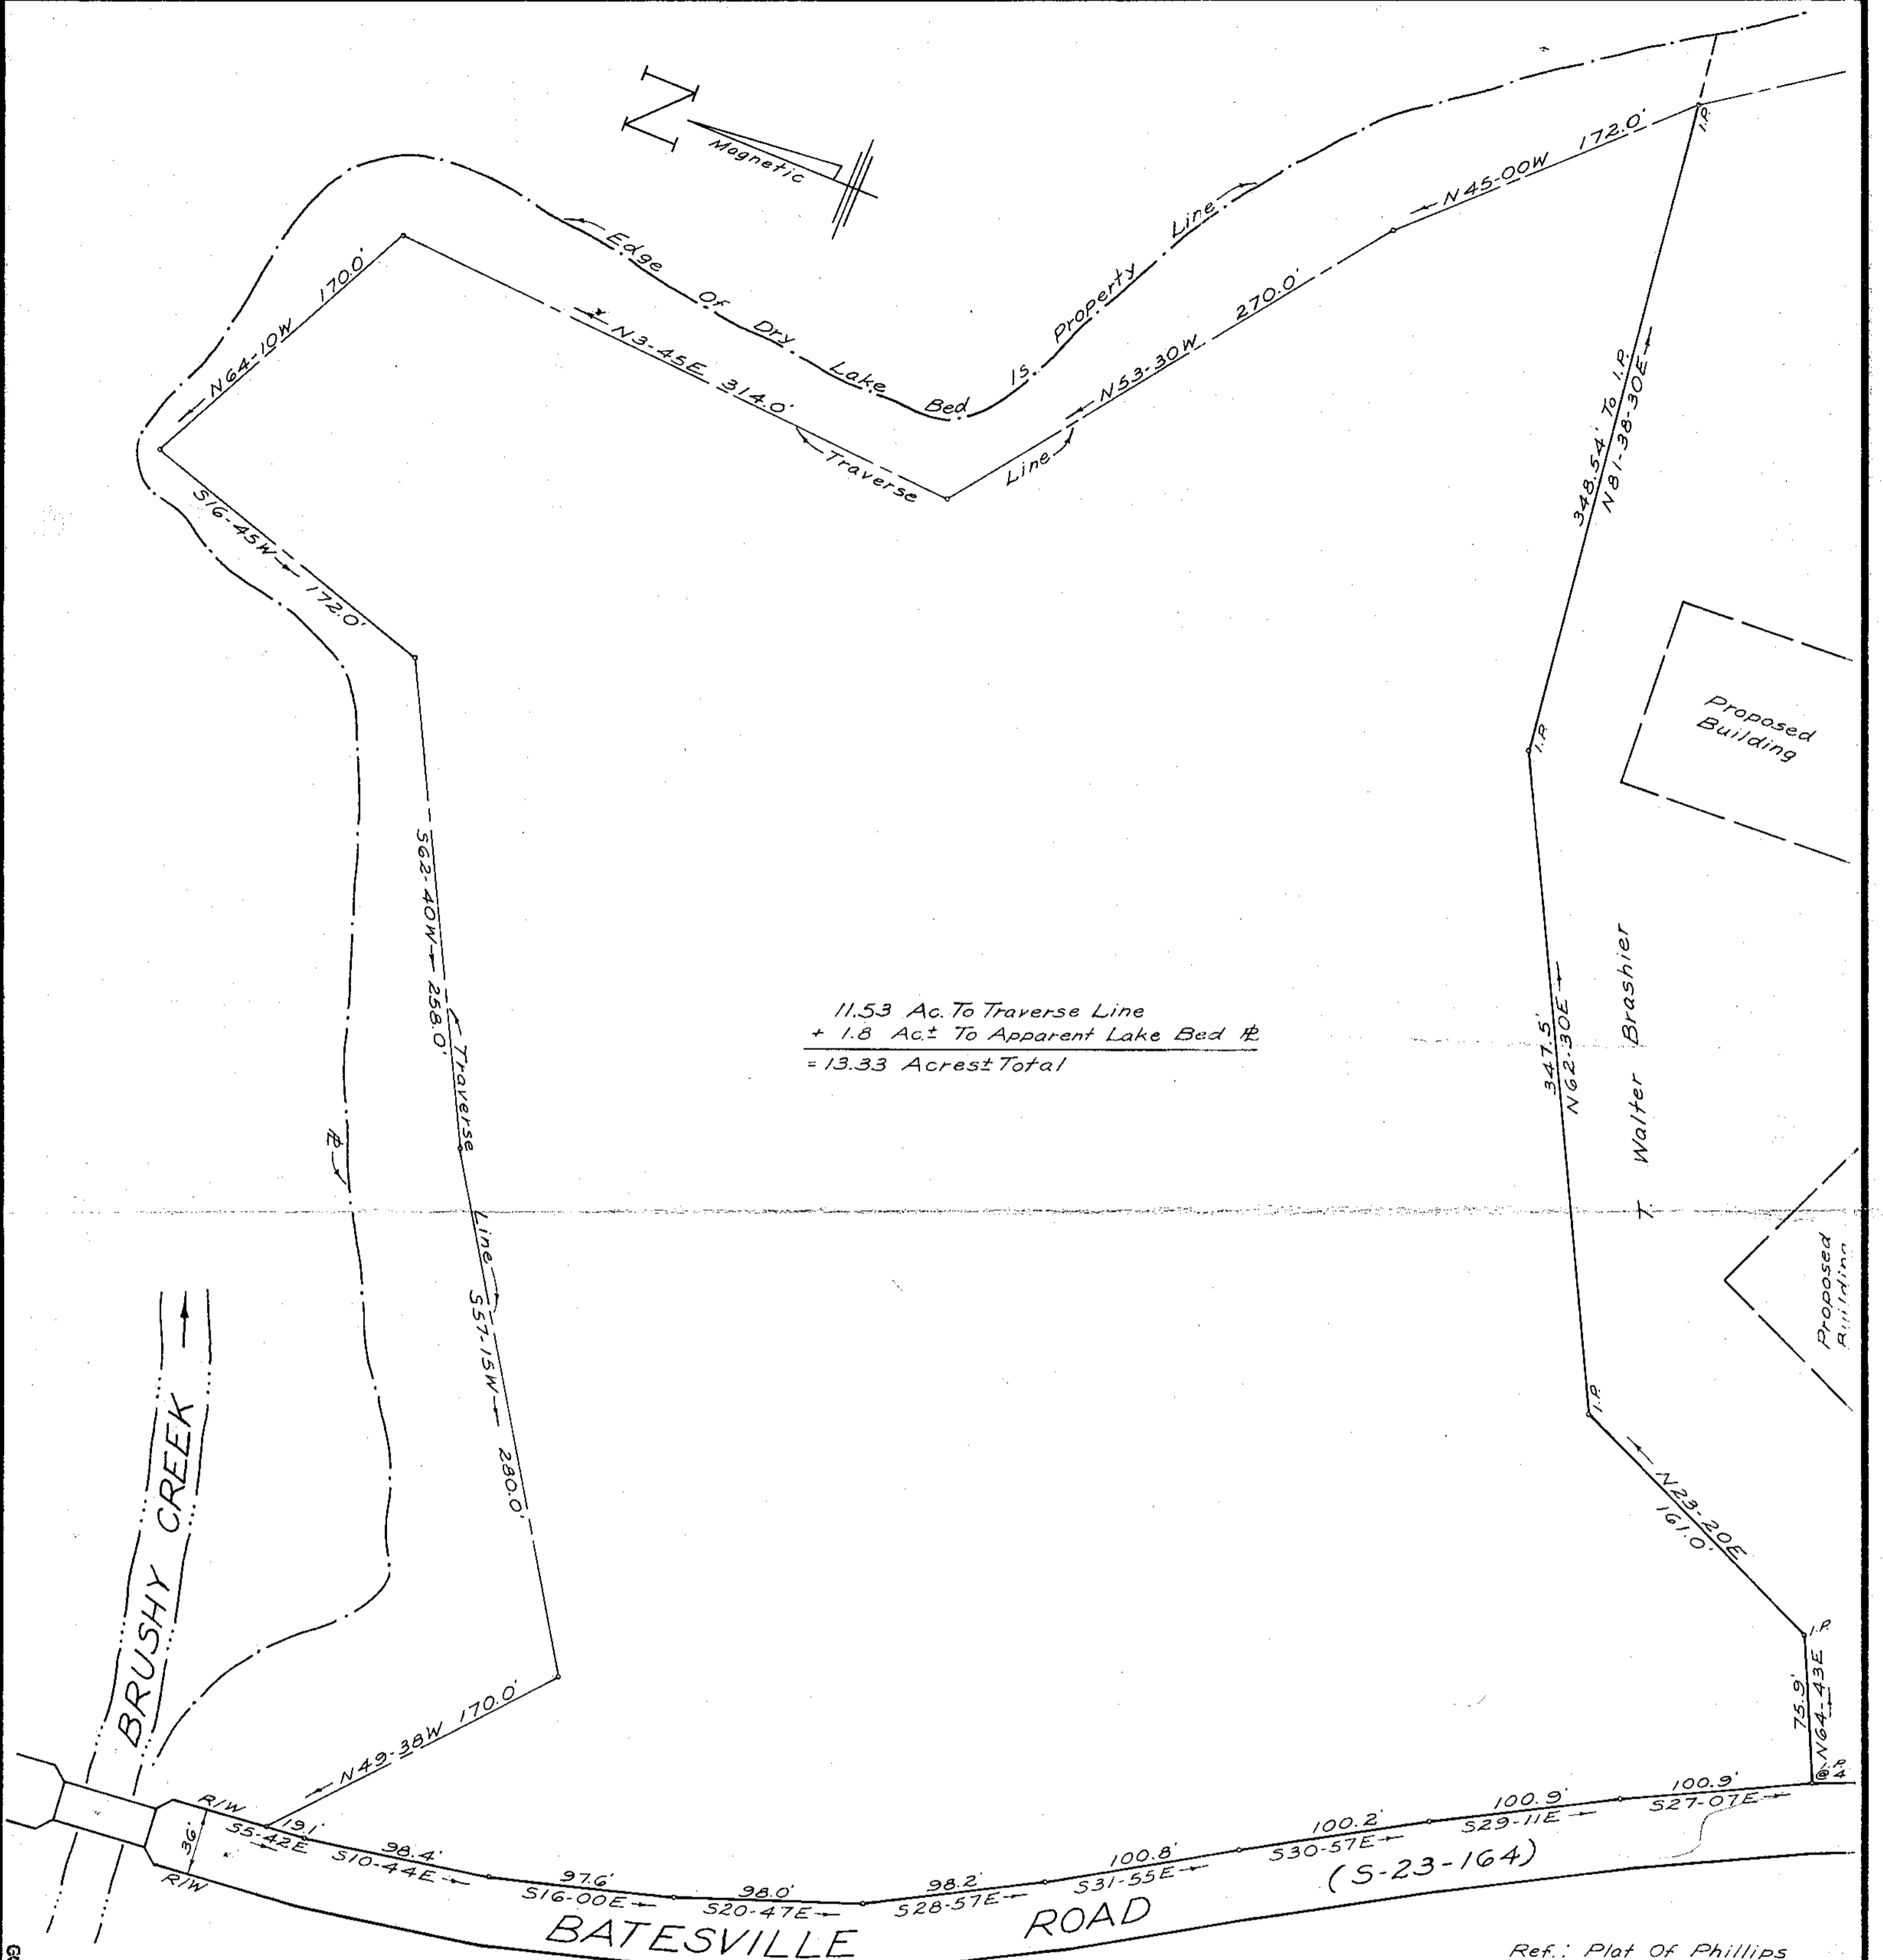 N
Magnetic
Edge Of Dry Lake Bed Is Property Line
N45-00W 172.0'
I.P.
N64-10W 170.0'
N3-45E 314.0'
N53-30W 270.0'
Traverse Line
S16-45W 172.0'
348.54' To I.P.
N81-38-30E
I.P.
Proposed
Building
S62-40W 258.0'
Traverse Line
11.53 Ac. To Traverse Line
+ 1.8 Ac.± To Apparent Lake Bed PL
= 13.33 Acres± Total
347.5'
N62-30E
T. Walter Brashier
PL
S57-15W 280.0'
Proposed
Building
BRUSHY CREEK
I.P.
N23-20E
161.0'
I.P.
75.9'
N64-43E
N49-38W 170.0'
R/W
36'
R/W
19.1'
S5-42E
98.4'
S10-44E
97.6'
S16-00E
98.0'
S20-47E
98.2'
S28-57E
100.8'
S31-55E
100.2'
S30-57E
100.9'
S29-11E
100.9'
S27-07E
(S-23-164)
BATESVILLE ROAD
Ref.: Plat Of Phillips